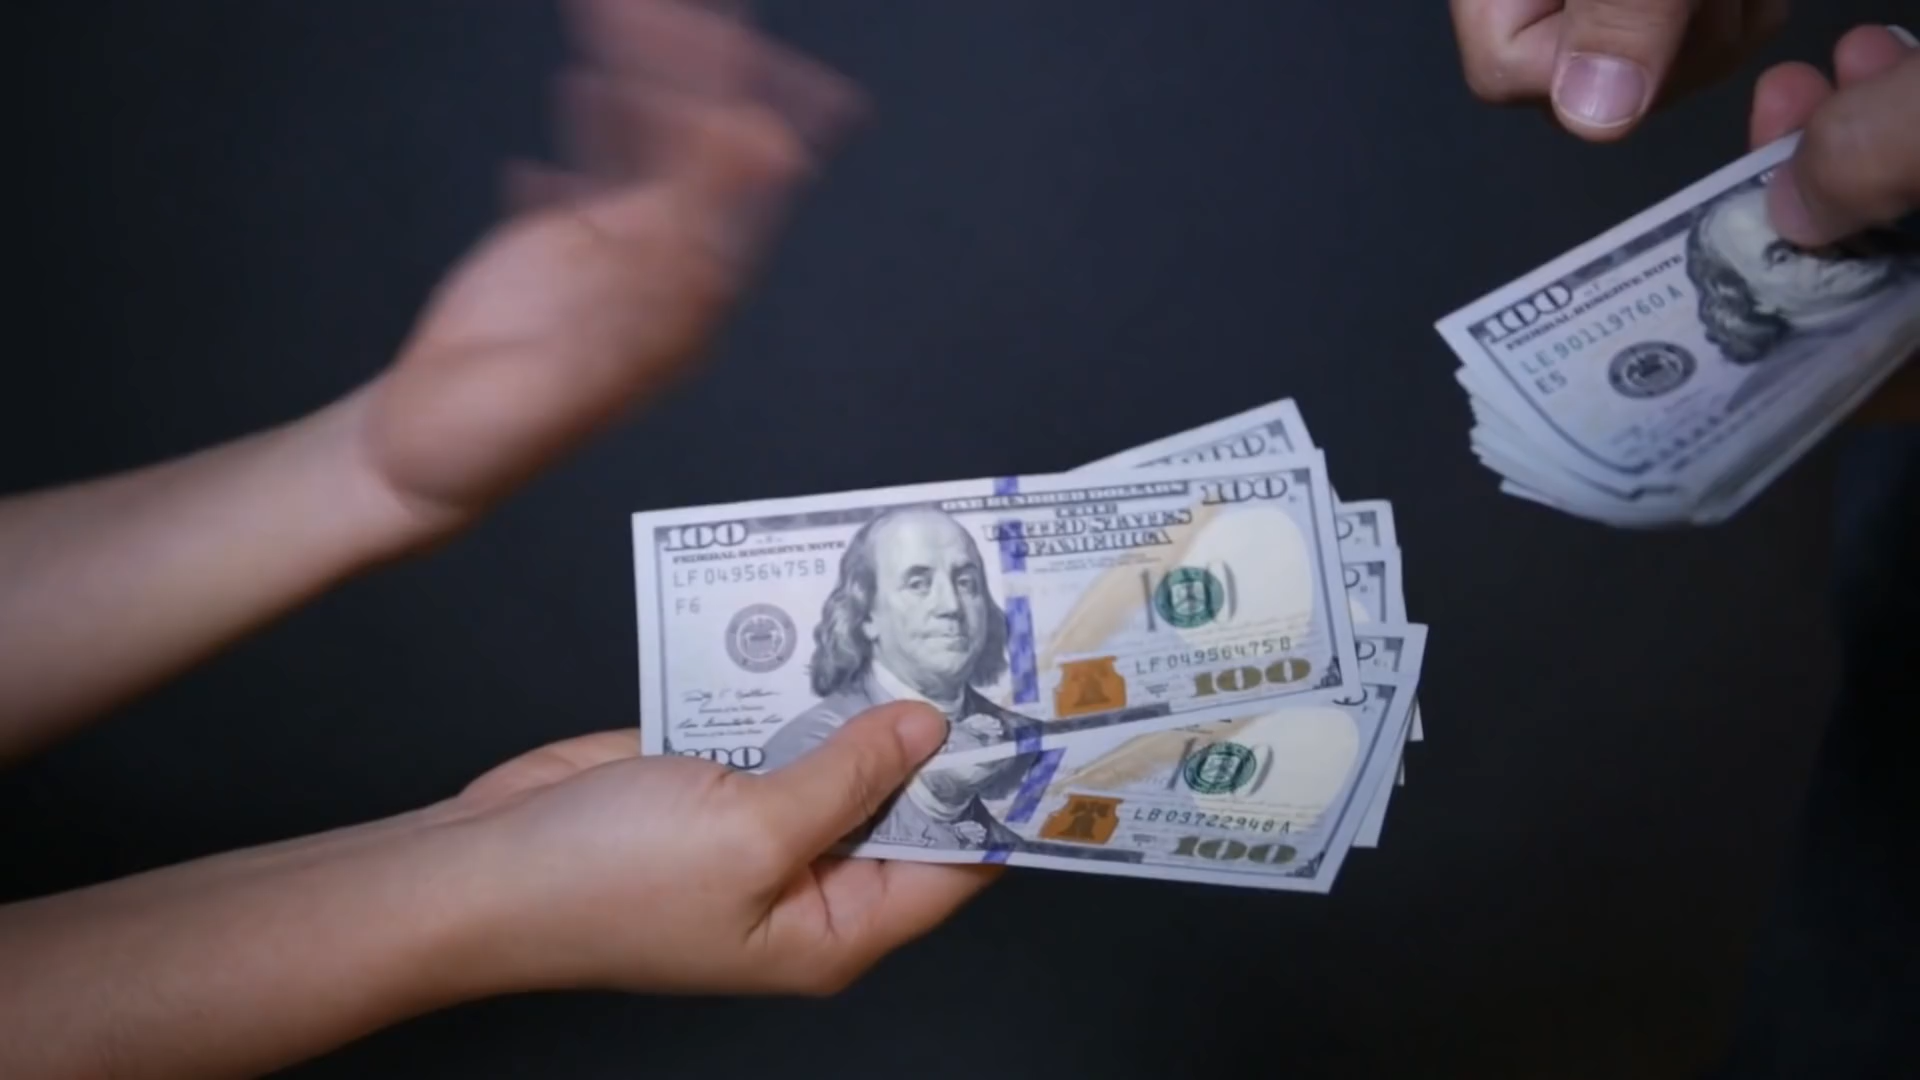 100
FEDERAL RESERVE NOTE
LE 90119760 A
E5
100
ONE HUNDRED DOLLARS
100
100
THE
UNITED STATES
OF AMERICA
FEDERAL RESERVE NOTE
LF 04956475 B
F6
LF 04956475 B
100
100
LB 03722948 A
100